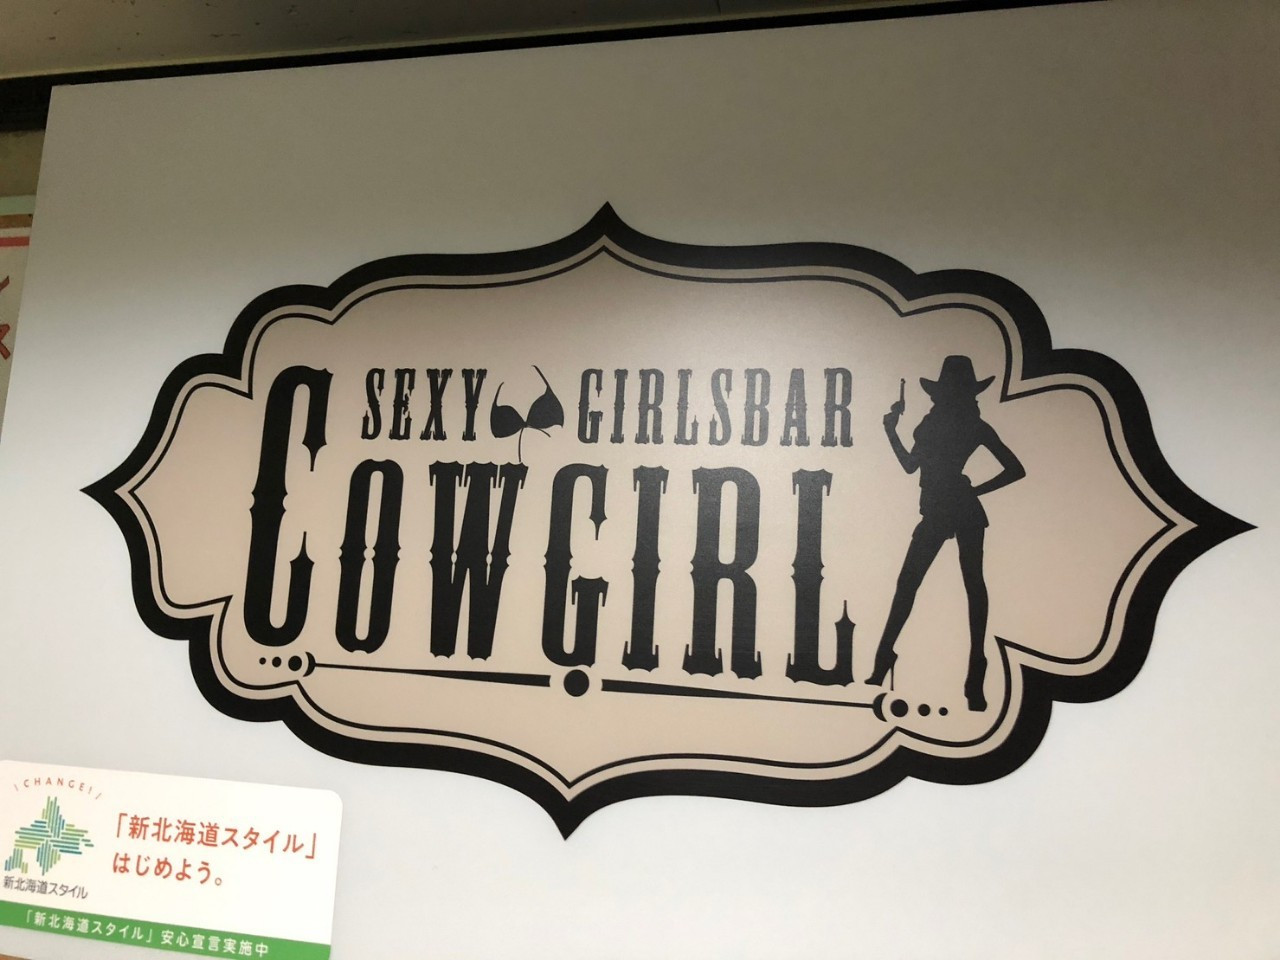 SEXY GIRLSBAR
COWGIRL
CHANGE!
「新北海道スタイル」
はじめよう。
新北海道スタイル
「新北海道スタイル」安心宣言実施中